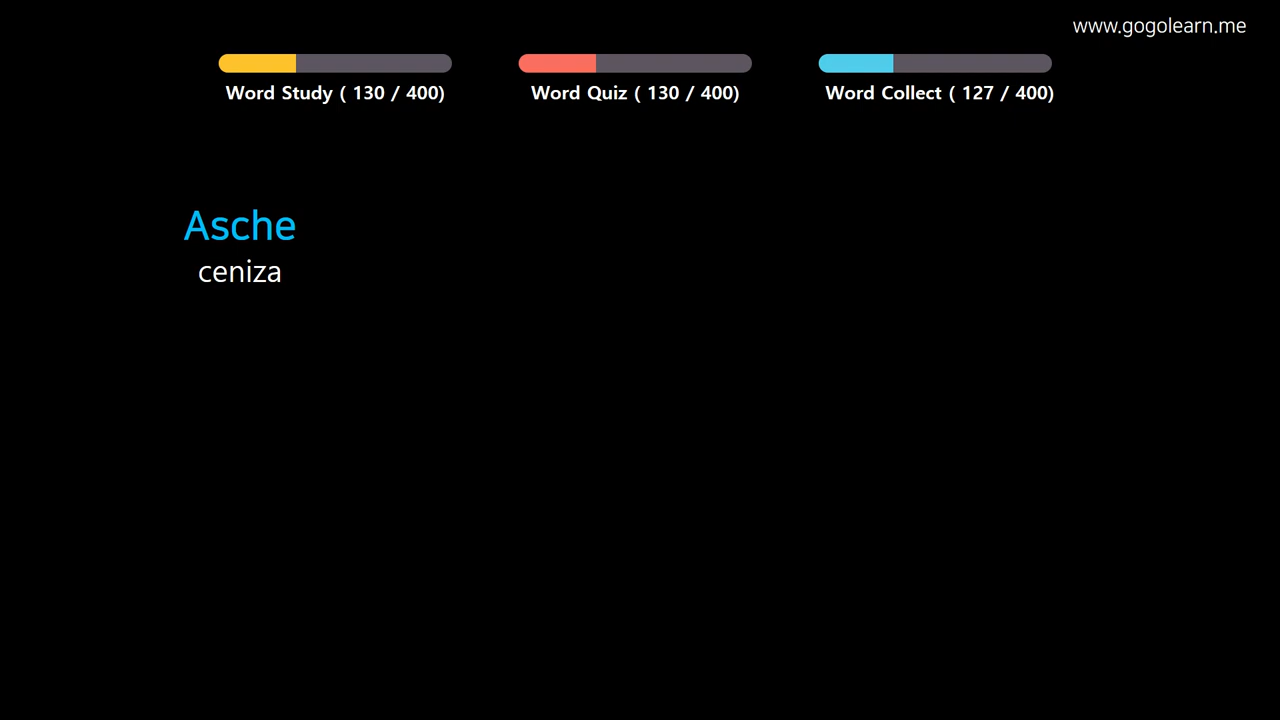 www.gogolearn.me
Word Study ( 130 / 400)
Word Quiz ( 130 / 400)
Word Collect ( 127 / 400)
Asche
ceniza